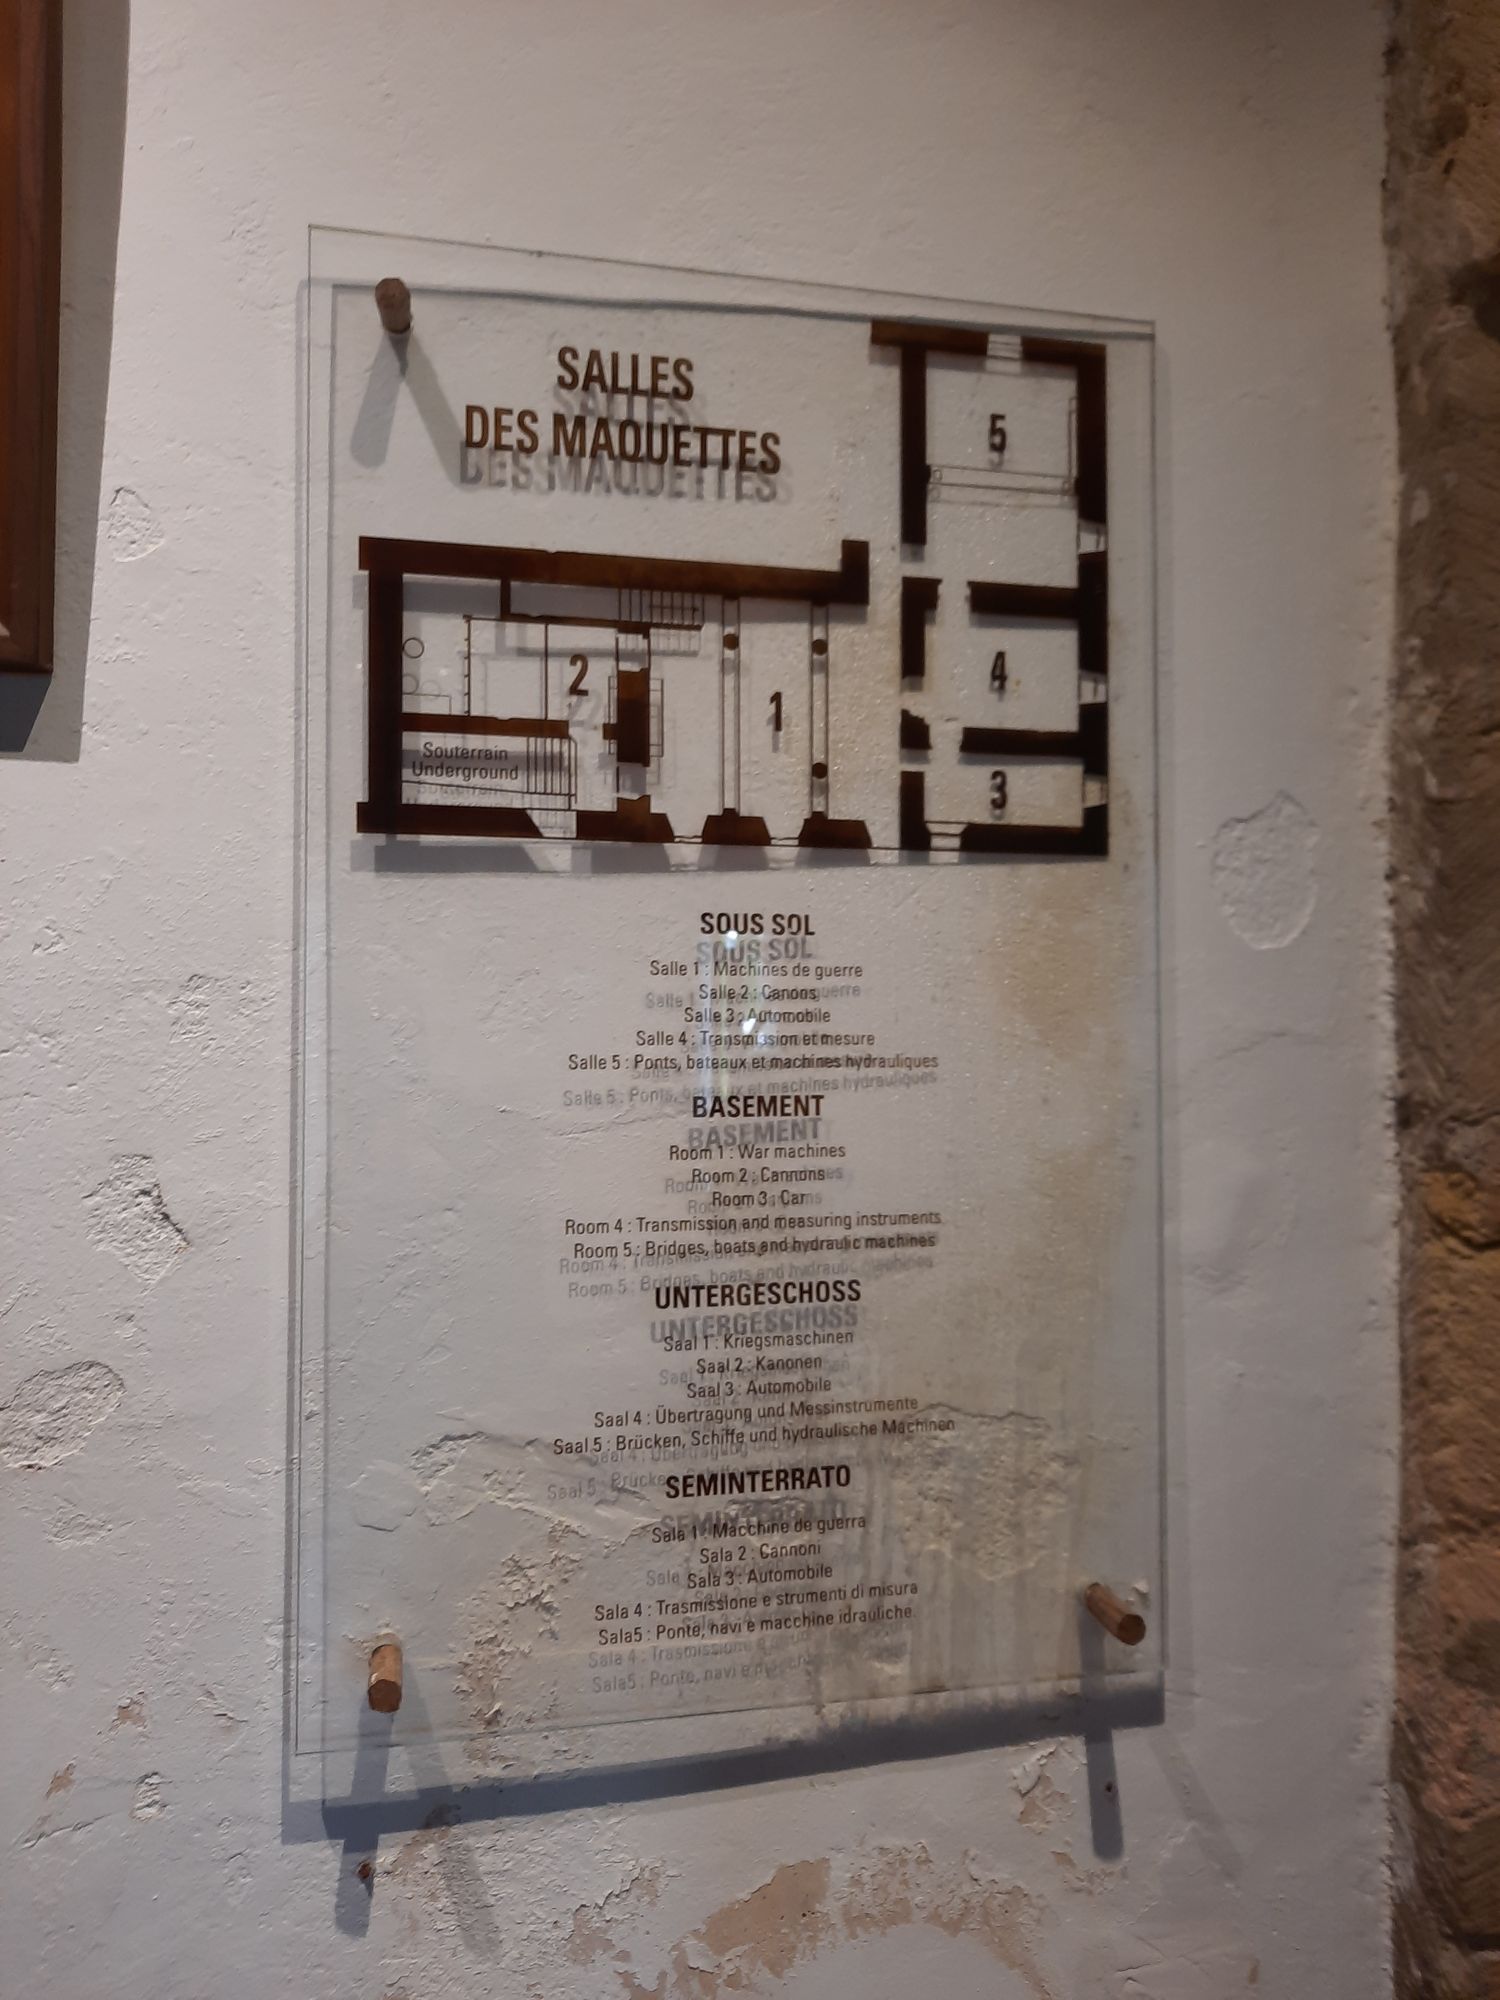 SALLES
DES MAQUETTES
5
4
3
2
1
Souterrain
Underground
SOUS SOL
Salle 1 : Machines de guerre
Salle 2 : Canons
Salle 3 : Automobile
Salle 4 : Transmission et mesure
Salle 5 : Ponts, bateaux et machines hydrauliques
BASEMENT
Room 1 : War machines
Room 2 : Cannons
Room 3 : Car
Room 4 : Transmission and measuring instruments
Room 5 : Bridges, boats and hydraulic machines
UNTERGESCHOSS
Saal 1 : Kriegsmaschinen
Saal 2 : Kanonen
Saal 3 : Automobile
Saal 4 : Übertragung und Messinstrumente
Saal 5 : Brücken, Schiffe und hydraulische Machinen
SEMINTERRATO
Sala 1 : Macchine de guerra
Sala 2 : Cannoni
Sala 3 : Automobile
Sala 4 : Trasmissione e strumenti di misura
Sala5 : Ponte, navi e macchine idrauliche.